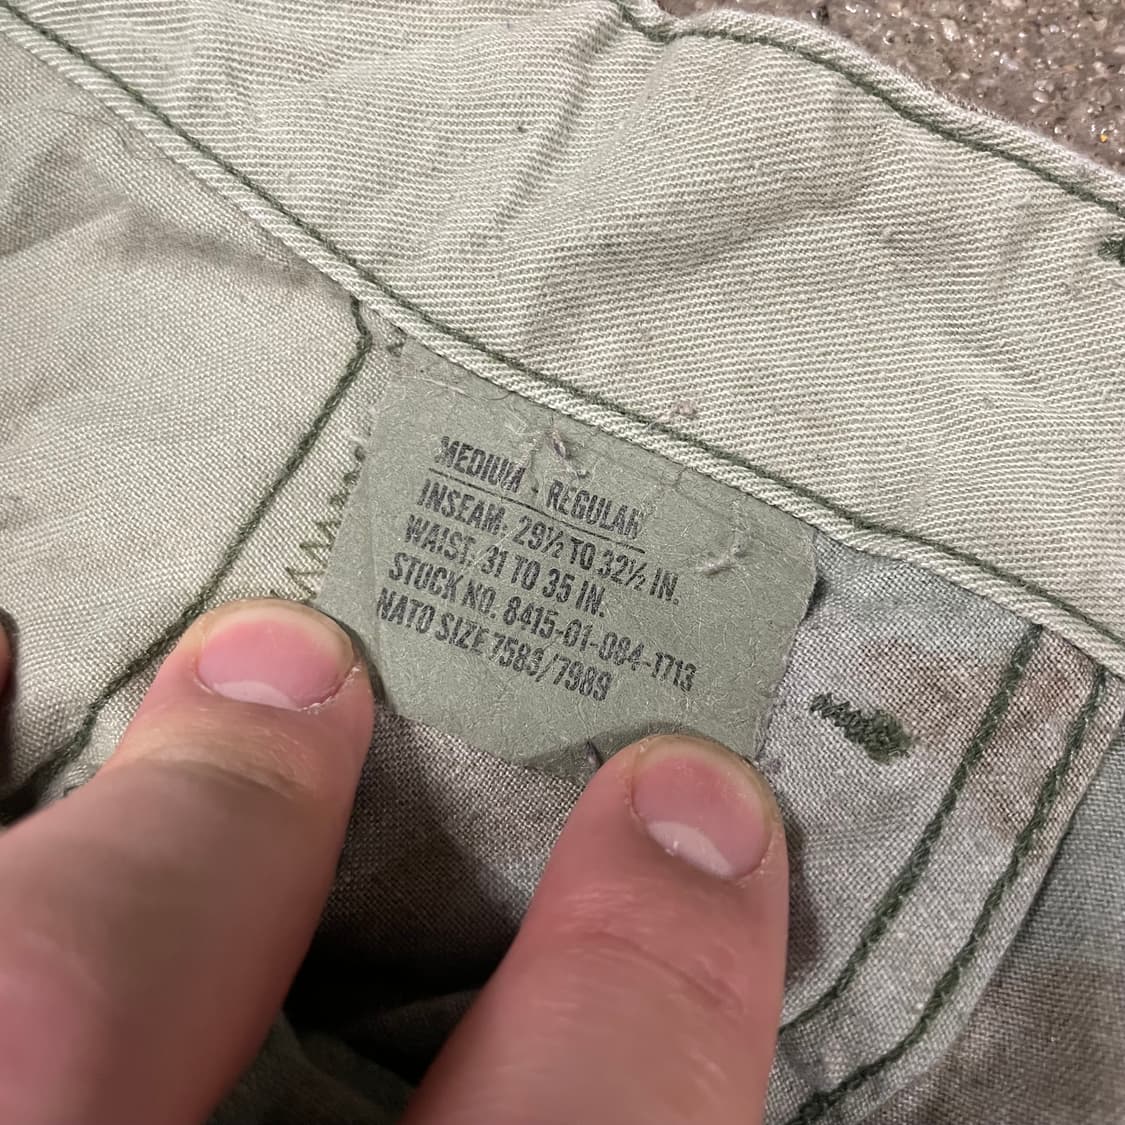 MEDIUM - REGULAR
INSEAM: 29½ TO 32½ IN.
WAIST: 31 TO 35 IN.
STOCK NO. 8415-01-084-1713
NATO SIZE 7583/7989